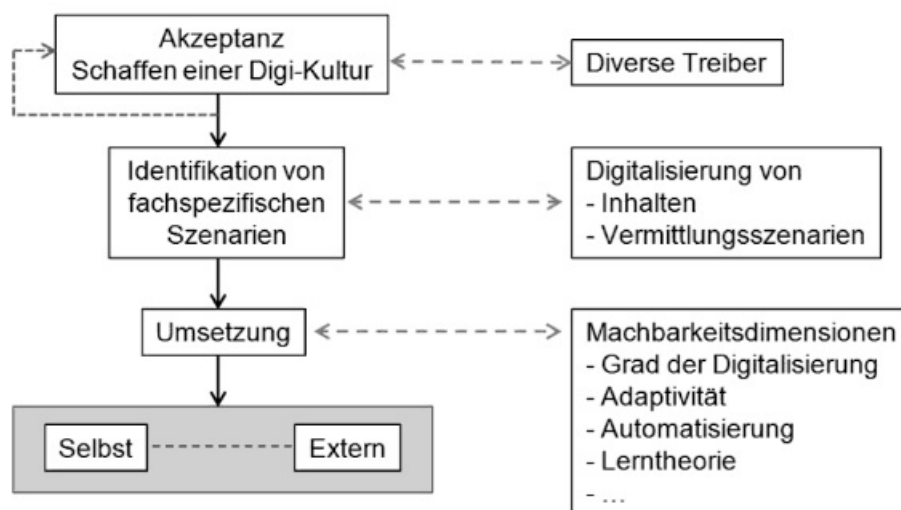 Akzeptanz
Schaffen einer Digi-Kultur
Diverse Treiber
Identifikation von
fachspezifischen
Szenarien
Digitalisierung von
- Inhalten
- Vermittlungsszenarien
Umsetzung
Machbarkeitsdimensionen
- Grad der Digitalisierung
- Adaptivität
- Automatisierung
- Lerntheorie
- ...
Selbst
Extern